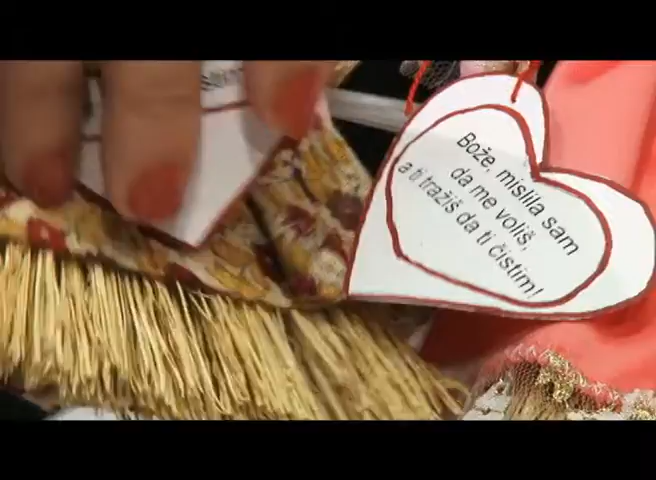 Bože, mislila sam
da me voliš,
a ti tražiš da ti čistim!